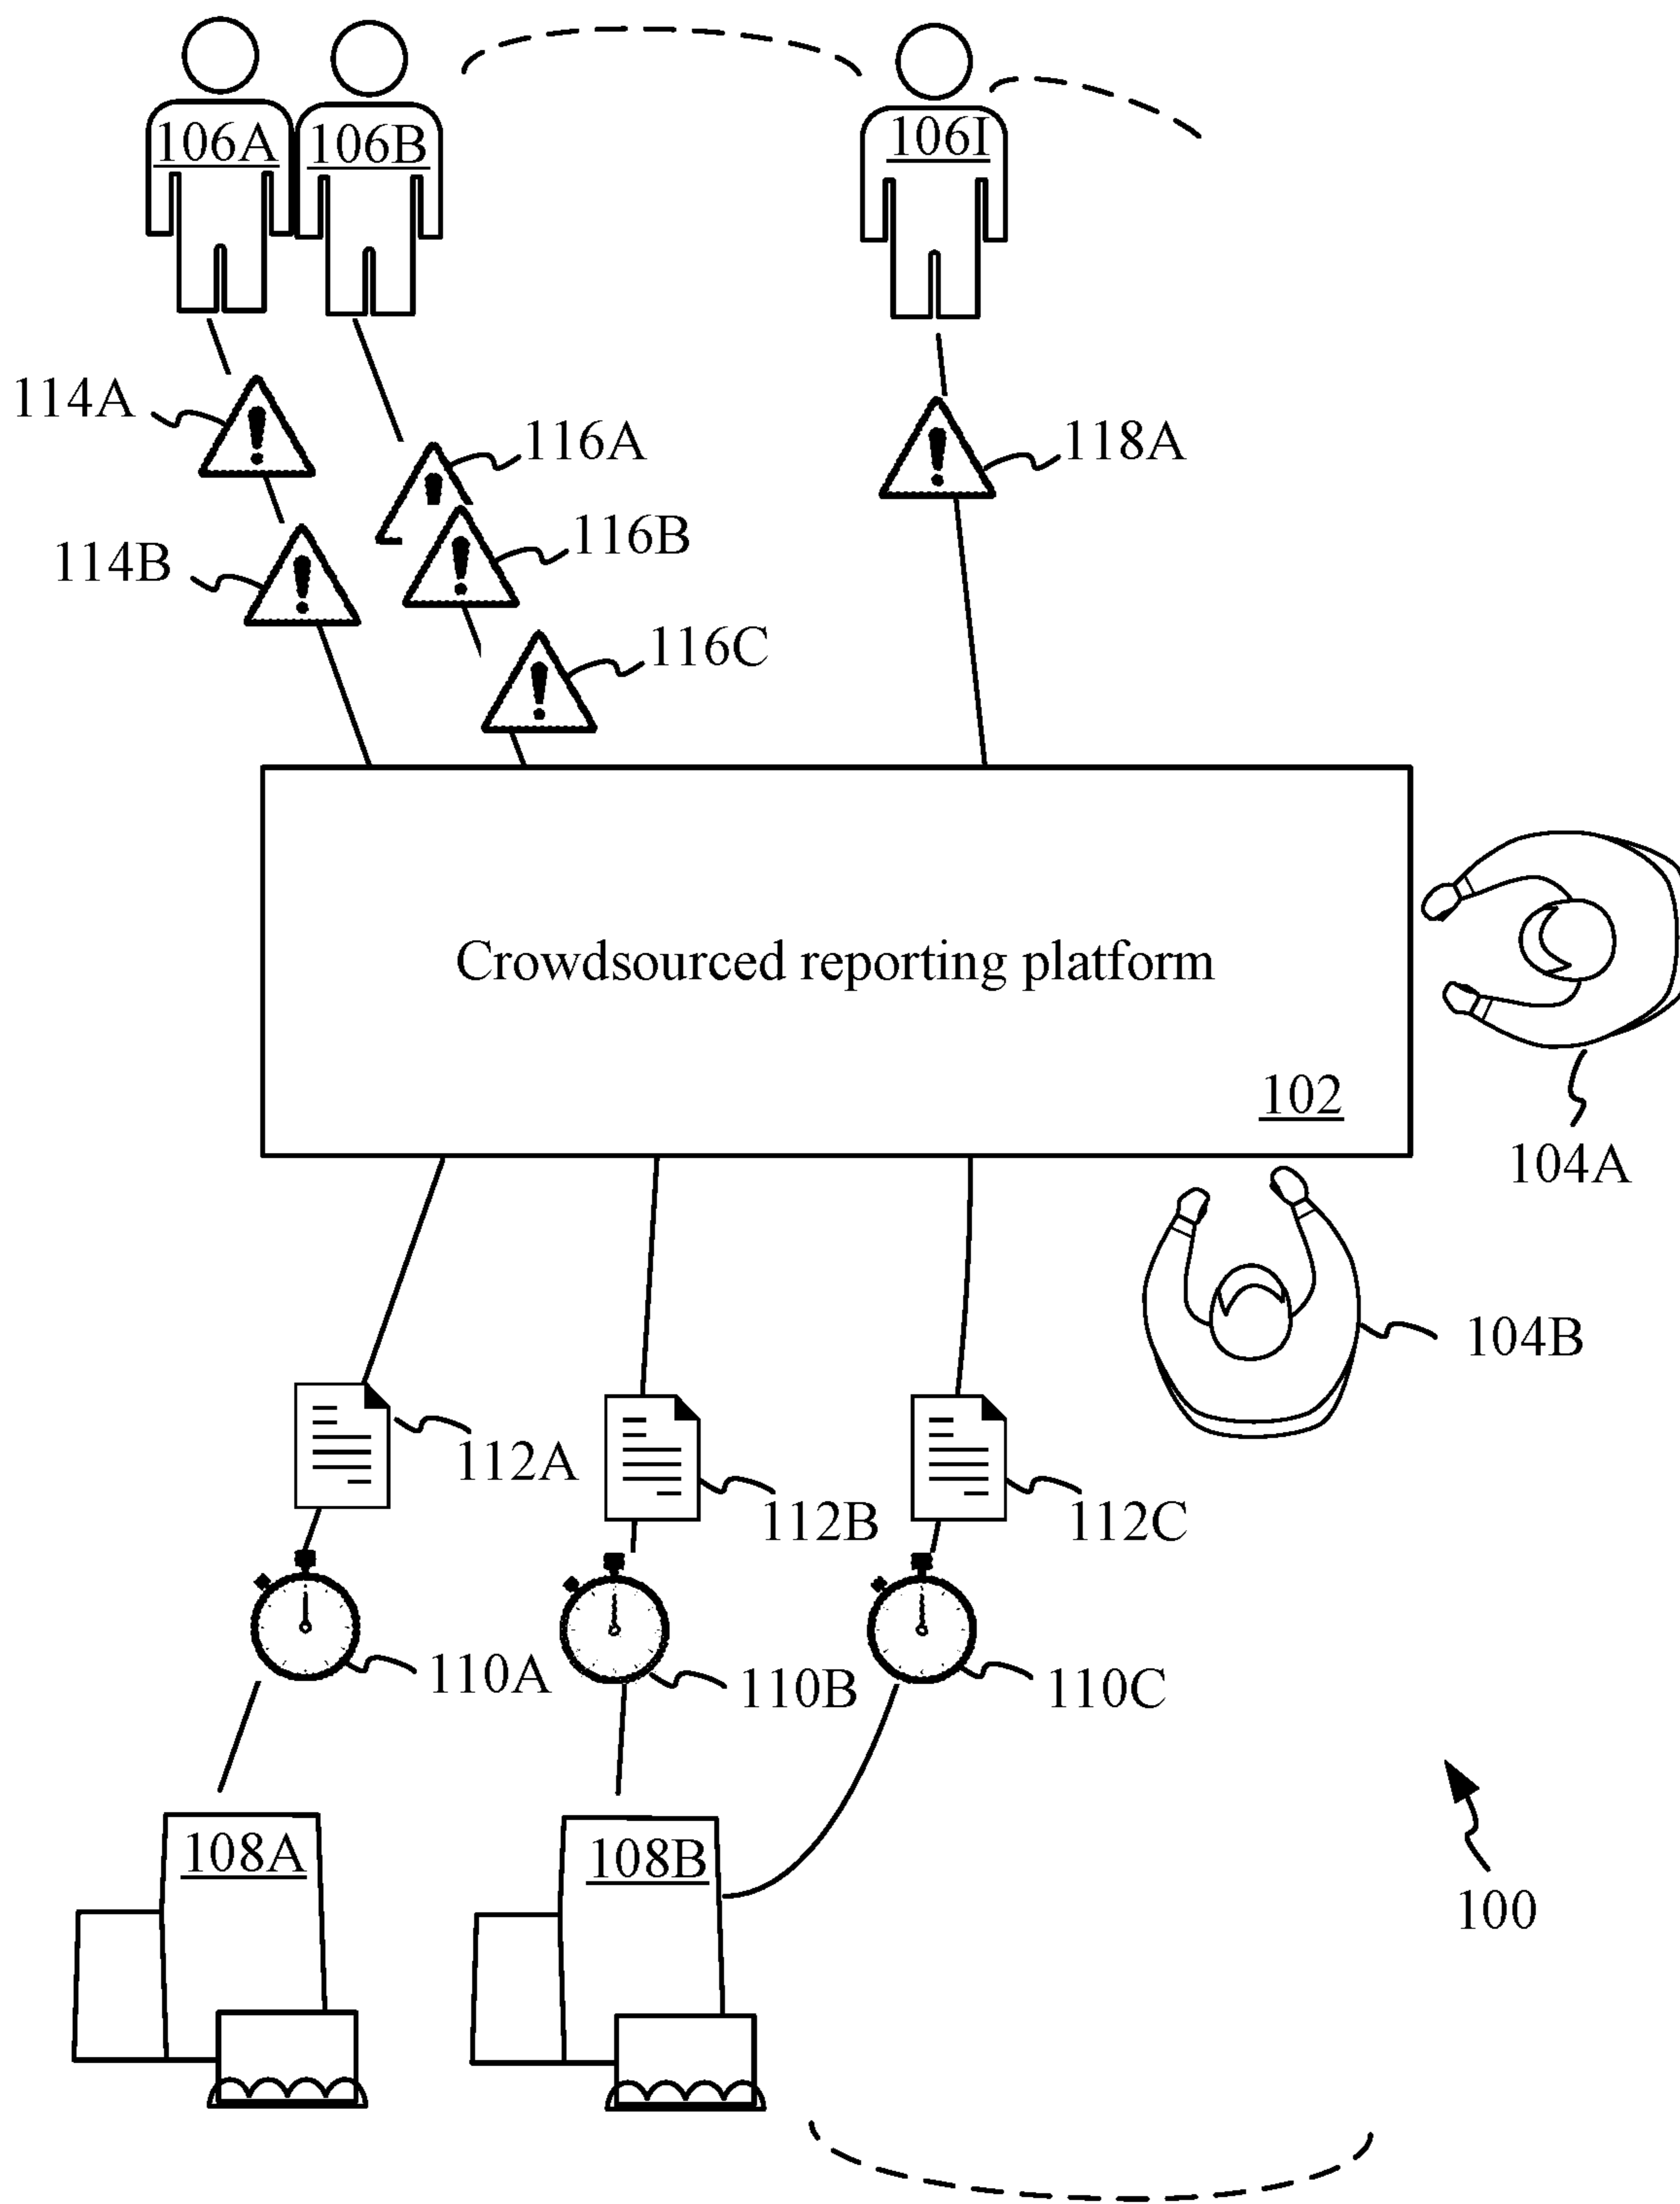 106A
106B
106I
114A
116A
118A
114B
116B
116C
Crowdsourced reporting platform
102
104A
104B
112A
112B
112C
110A
110B
110C
108A
108B
100